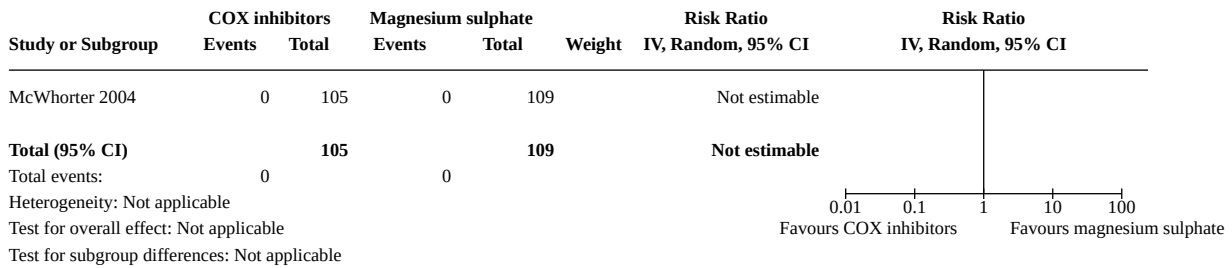 COX inhibitors Magnesium sulphate Risk Ratio Risk Ratio
Study or Subgroup Events Total Events Total Weight IV, Random, 95% CI IV, Random, 95% CI
McWhorter 2004 0 105 0 109 Not estimable
Total (95% CI) 105 109 Not estimable
Total events: 0 0
Heterogeneity: Not applicable
0.01 0.1 1 10 100
Test for overall effect: Not applicable Favours COX inhibitors Favours magnesium sulphate
Test for subgroup differences: Not applicable